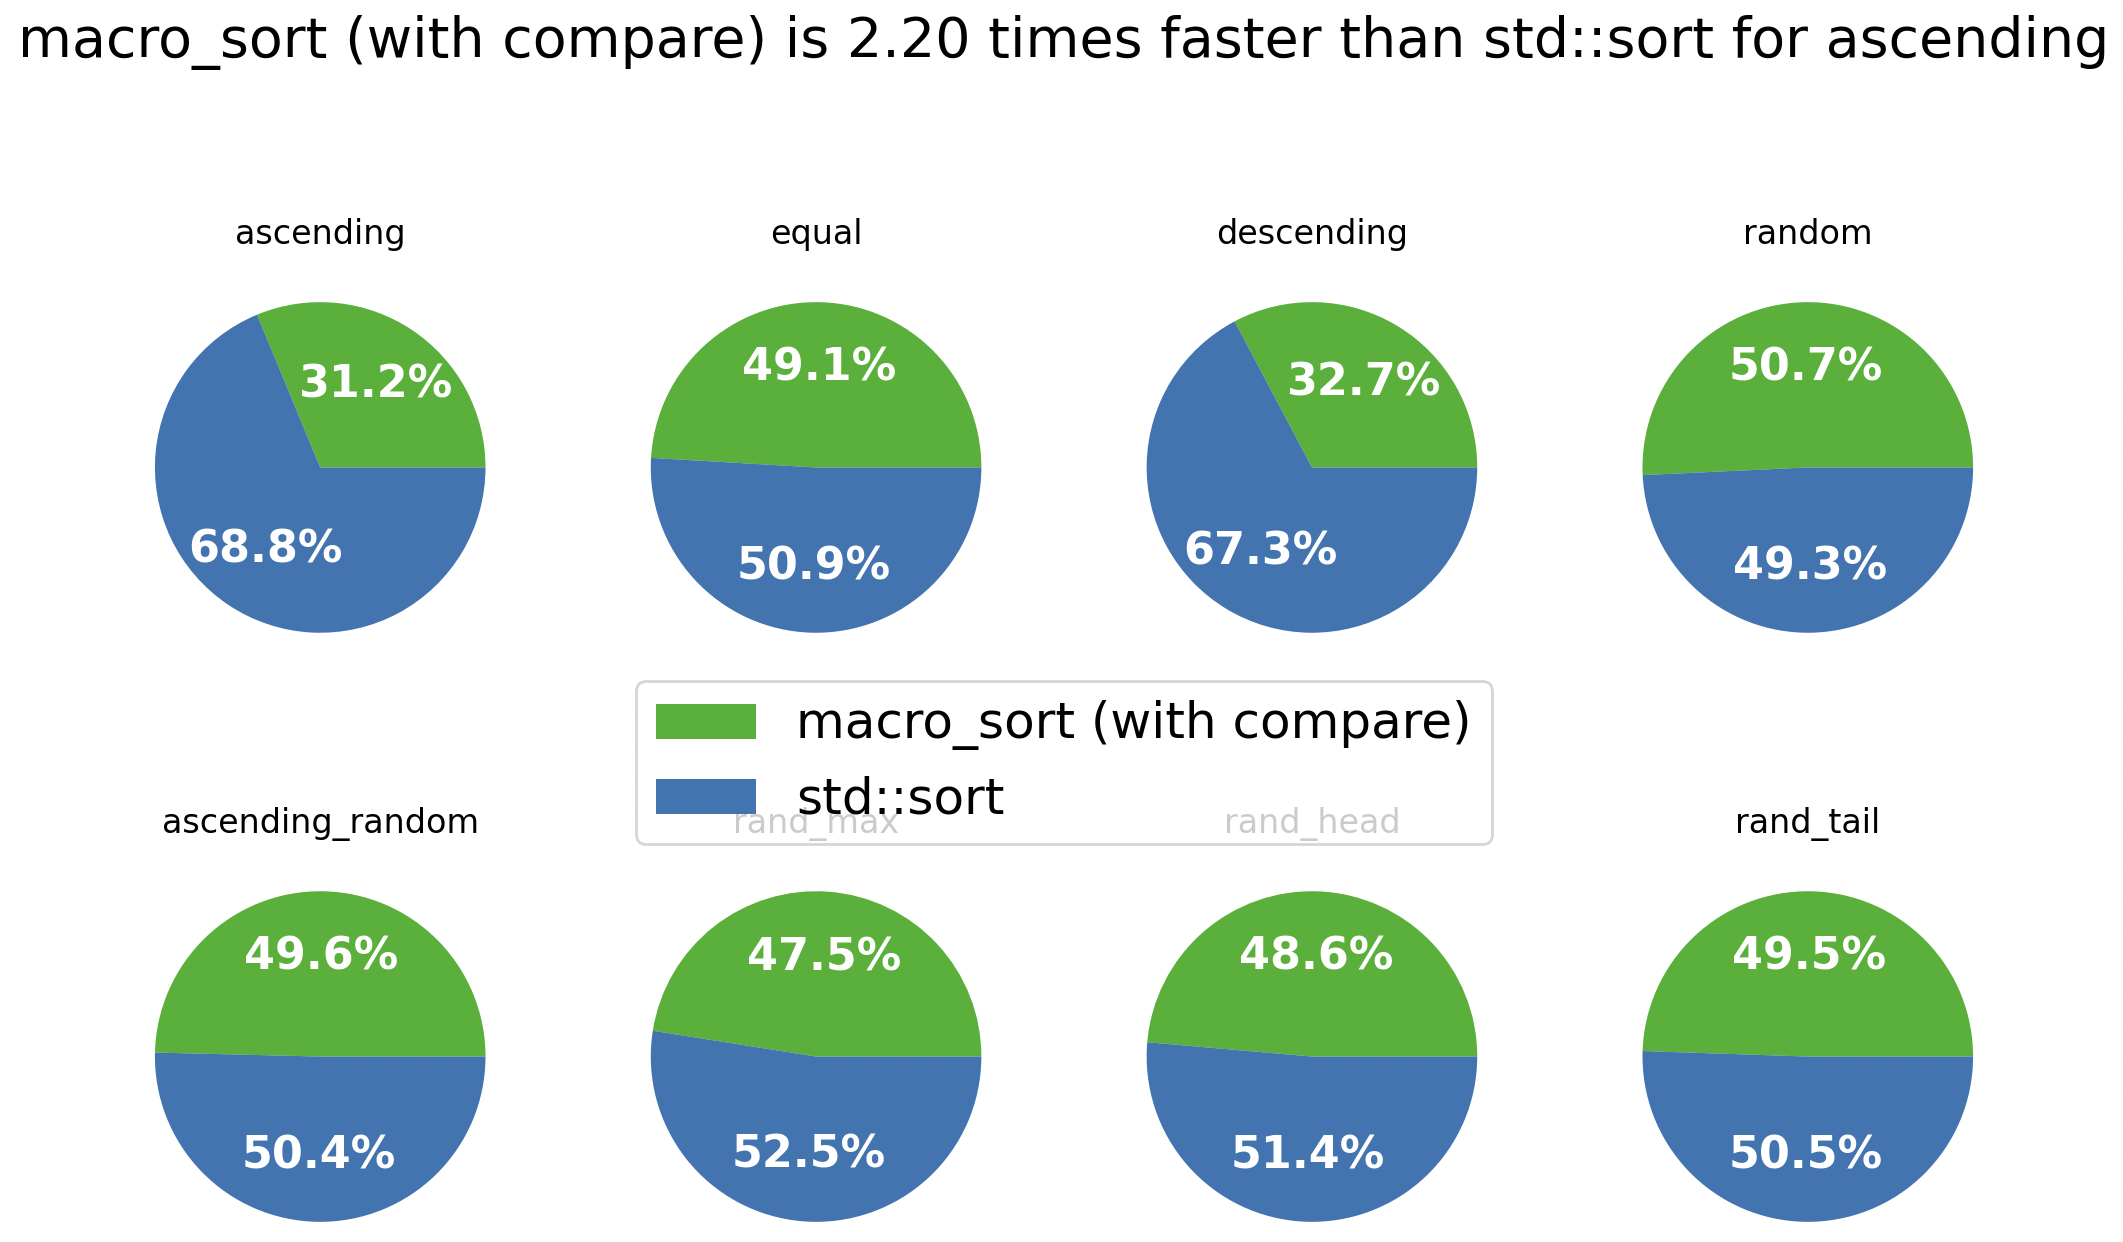 macro_sort (with compare) is 2.20 times faster than std::sort for ascending
ascending
equal
descending
random
31.2%
68.8%
49.1%
50.9%
32.7%
67.3%
50.7%
49.3%
macro_sort (with compare)
std::sort
ascending_random
rand_max
rand_head
rand_tail
49.6%
50.4%
47.5%
52.5%
48.6%
51.4%
49.5%
50.5%